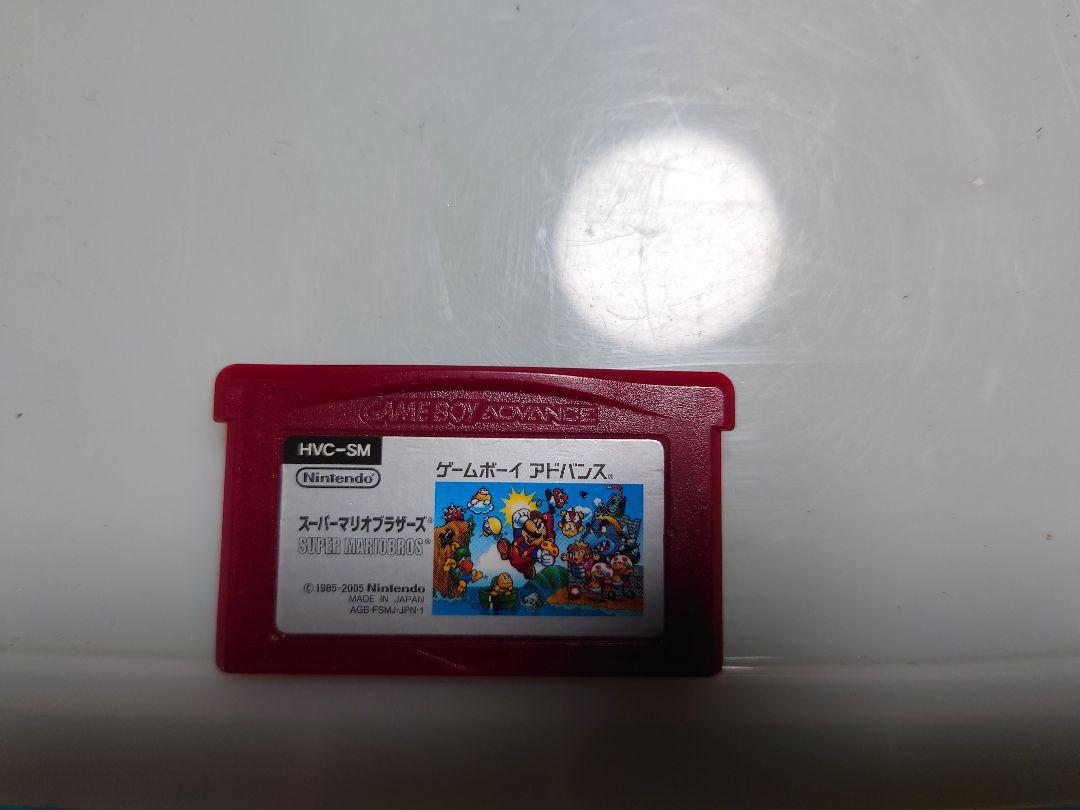 GAME BOY ADVANCE
HVC-SM
Nintendo
ゲームボーイ アドバンス®
スーパーマリオブラザーズ®
SUPER MARIOBROS®
© 1985-2005 Nintendo
MADE IN JAPAN
AGB-FSMJ-JPN-1